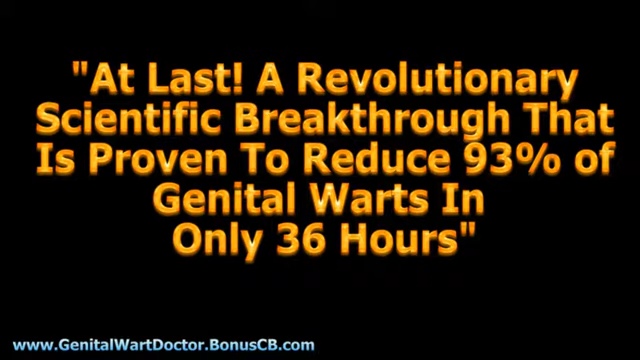 "At Last! A Revolutionary
Scientific Breakthrough That
Is Proven To Reduce 93% of
Genital Warts In
Only 36 Hours"
www.GenitalWartDoctor.BonusCB.com